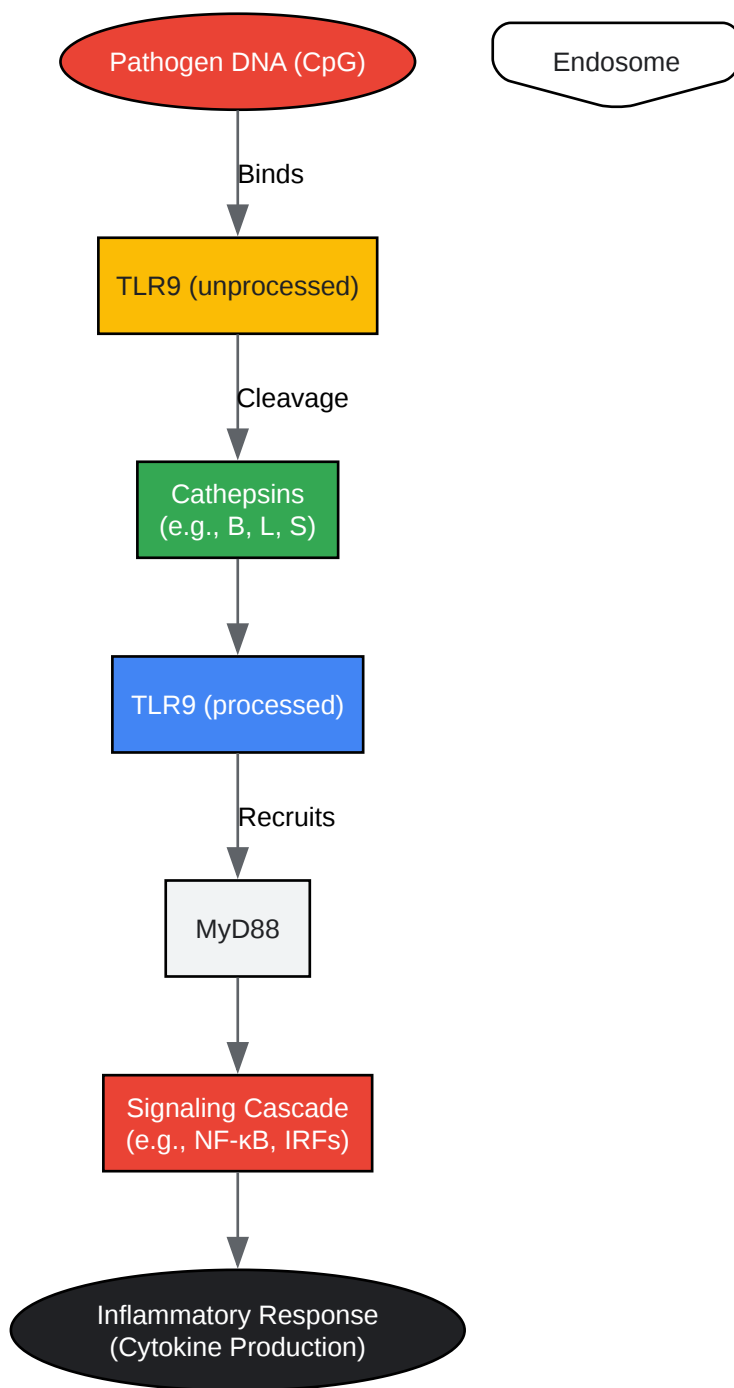 Pathogen DNA (CpG)
Endosome
Binds
TLR9 (unprocessed)
Cleavage
Cathepsins
(e.g., B, L, S)
TLR9 (processed)
Recruits
MyD88
Signaling Cascade
(e.g., NF-κB, IRFs)
Inflammatory Response
(Cytokine Production)